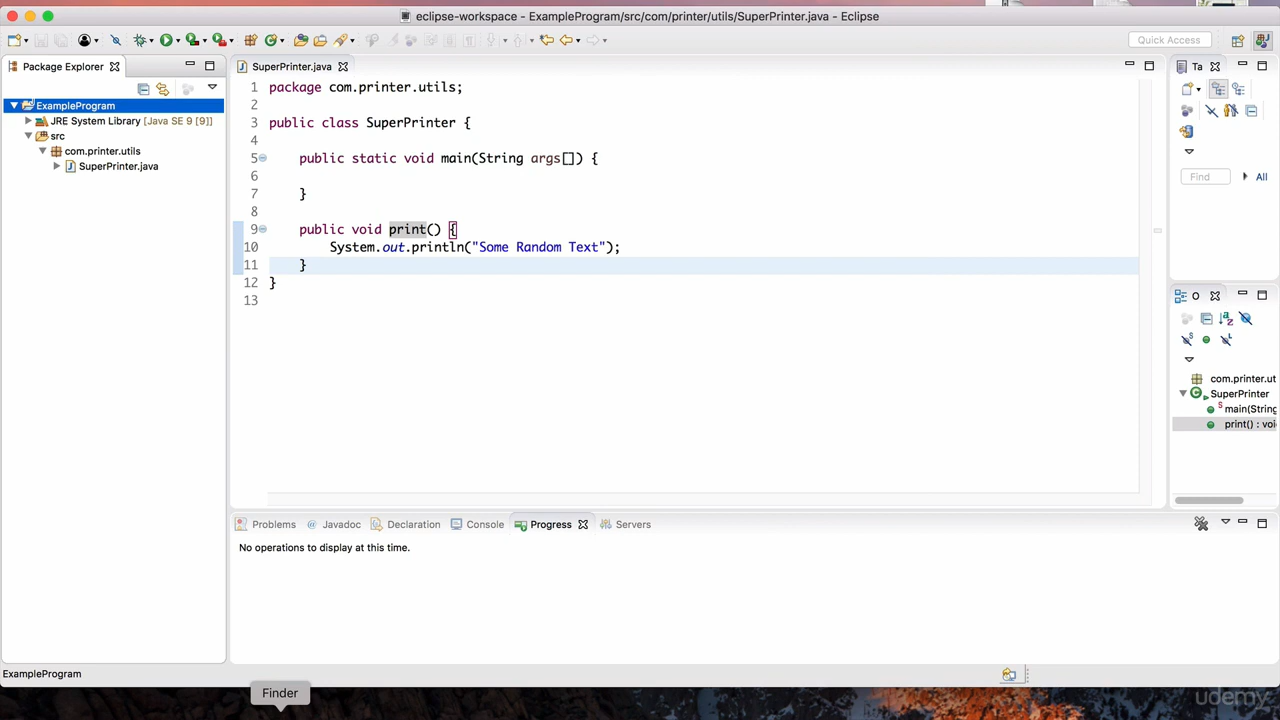 eclipse-workspace - ExampleProgram/src/com/printer/utils/SuperPrinter.java - Eclipse
Quick Access
Package Explorer
SuperPrinter.java
Ta
ExampleProgram
JRE System Library [Java SE 9 [9]]
src
com.printer.utils
SuperPrinter.java
1 package com.printer.utils;
2
3 public class SuperPrinter {
4
5 public static void main(String args[]) {
6
7 }
8
9 public void print() {
10 System.out.println("Some Random Text");
11 }
12 }
13
Find
All
O
com.printer.ut
SuperPrinter
main(String
print() : voi
Problems
Javadoc
Declaration
Console
Progress
Servers
No operations to display at this time.
ExampleProgram
Finder
udemy